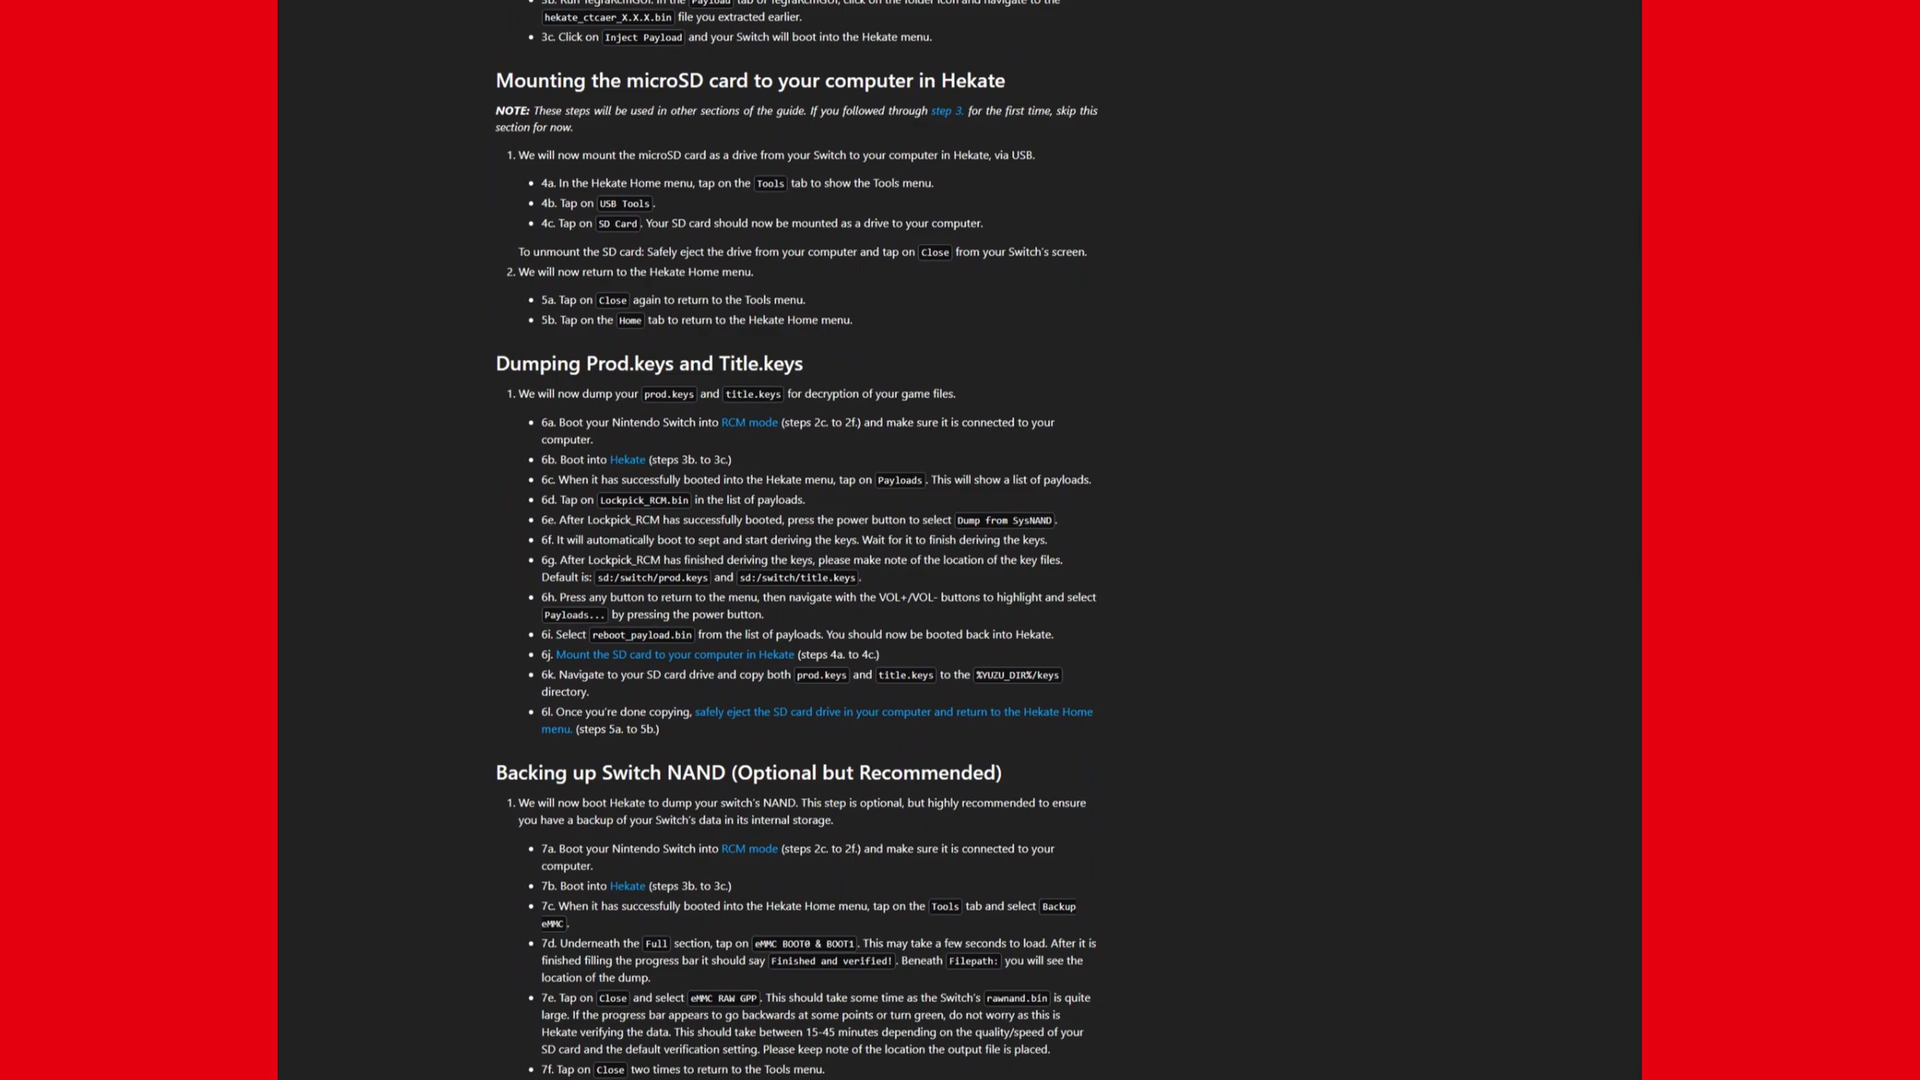 3b. Run TegraRcmGUI. In the Payload tab of TegraRcmGUI, click on the folder icon and navigate to the
hekate_ctcaer_X.X.X.bin file you extracted earlier.
3c. Click on Inject Payload and your Switch will boot into the Hekate menu.
Mounting the microSD card to your computer in Hekate
NOTE: These steps will be used in other sections of the guide. If you followed through step 3. for the first time, skip this
section for now.
1. We will now mount the microSD card as a drive from your Switch to your computer in Hekate, via USB.
4a. In the Hekate Home menu, tap on the Tools tab to show the Tools menu.
4b. Tap on USB Tools.
4c. Tap on SD Card. Your SD card should now be mounted as a drive to your computer.
To unmount the SD card: Safely eject the drive from your computer and tap on Close from your Switch's screen.
2. We will now return to the Hekate Home menu.
5a. Tap on Close again to return to the Tools menu.
5b. Tap on the Home tab to return to the Hekate Home menu.
Dumping Prod.keys and Title.keys
1. We will now dump your prod.keys and title.keys for decryption of your game files.
6a. Boot your Nintendo Switch into RCM mode (steps 2c. to 2f.) and make sure it is connected to your
computer.
6b. Boot into Hekate (steps 3b. to 3c.)
6c. When it has successfully booted into the Hekate menu, tap on Payloads. This will show a list of payloads.
6d. Tap on Lockpick_RCM.bin in the list of payloads.
6e. After Lockpick_RCM has successfully booted, press the power button to select Dump from SysNAND.
6f. It will automatically boot to sept and start deriving the keys. Wait for it to finish deriving the keys.
6g. After Lockpick_RCM has finished deriving the keys, please make note of the location of the key files.
Default is: sd:/switch/prod.keys and sd:/switch/title.keys.
6h. Press any button to return to the menu, then navigate with the VOL+/VOL- buttons to highlight and select
Payloads... by pressing the power button.
6i. Select reboot_payload.bin from the list of payloads. You should now be booted back into Hekate.
6j. Mount the SD card to your computer in Hekate (steps 4a. to 4c.)
6k. Navigate to your SD card drive and copy both prod.keys and title.keys to the %YUZU_DIR%/keys
directory.
6l. Once you're done copying, safely eject the SD card drive in your computer and return to the Hekate Home
menu. (steps 5a. to 5b.)
Backing up Switch NAND (Optional but Recommended)
1. We will now boot Hekate to dump your switch's NAND. This step is optional, but highly recommended to ensure
you have a backup of your Switch's data in its internal storage.
7a. Boot your Nintendo Switch into RCM mode (steps 2c. to 2f.) and make sure it is connected to your
computer.
7b. Boot into Hekate (steps 3b. to 3c.)
7c. When it has successfully booted into the Hekate Home menu, tap on the Tools tab and select Backup
eMMC.
7d. Underneath the Full section, tap on eMMC BOOT0 & BOOT1. This may take a few seconds to load. After it is
finished filling the progress bar it should say Finished and verified!. Beneath Filepath: you will see the
location of the dump.
7e. Tap on Close and select eMMC RAW GPP. This should take some time as the Switch's rawnand.bin is quite
large. If the progress bar appears to go backwards at some points or turn green, do not worry as this is
Hekate verifying the data. This should take between 15-45 minutes depending on the quality/speed of your
SD card and the default verification setting. Please keep note of the location the output file is placed.
7f. Tap on Close two times to return to the Tools menu.